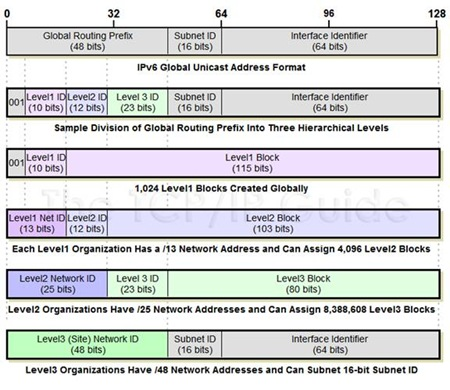 0 32 64 96 128
Global Routing Prefix Subnet ID Interface Identifier
(48 bits) (16 bits) (64 bits)
IPv6 Global Unicast Address Format
001 Level1 ID Level2 ID Level 3 ID Subnet ID Interface Identifier
(10 bits) (12 bits) (23 bits) (16 bits) (64 bits)
Sample Division of Global Routing Prefix Into Three Hierarchical Levels
001 Level1 ID Level1 Block
(10 bits) (115 bits)
1,024 Level1 Blocks Created Globally
The TCP/IP Guide
Level1 Net ID Level2 ID Level2 Block
(13 bits) (12 bits) (103 bits)
Each Level1 Organization Has a /13 Network Address and Can Assign 4,096 Level2 Blocks
Level2 Network ID Level 3 ID Level3 Block
(25 bits) (23 bits) (80 bits)
Level2 Organizations Have /25 Network Addresses and Can Assign 8,388,608 Level3 Blocks
Level3 (Site) Network ID Subnet ID Interface Identifier
(48 bits) (16 bits) (64 bits)
Level3 Organizations Have /48 Network Addresses and Can Subnet 16-bit Subnet ID